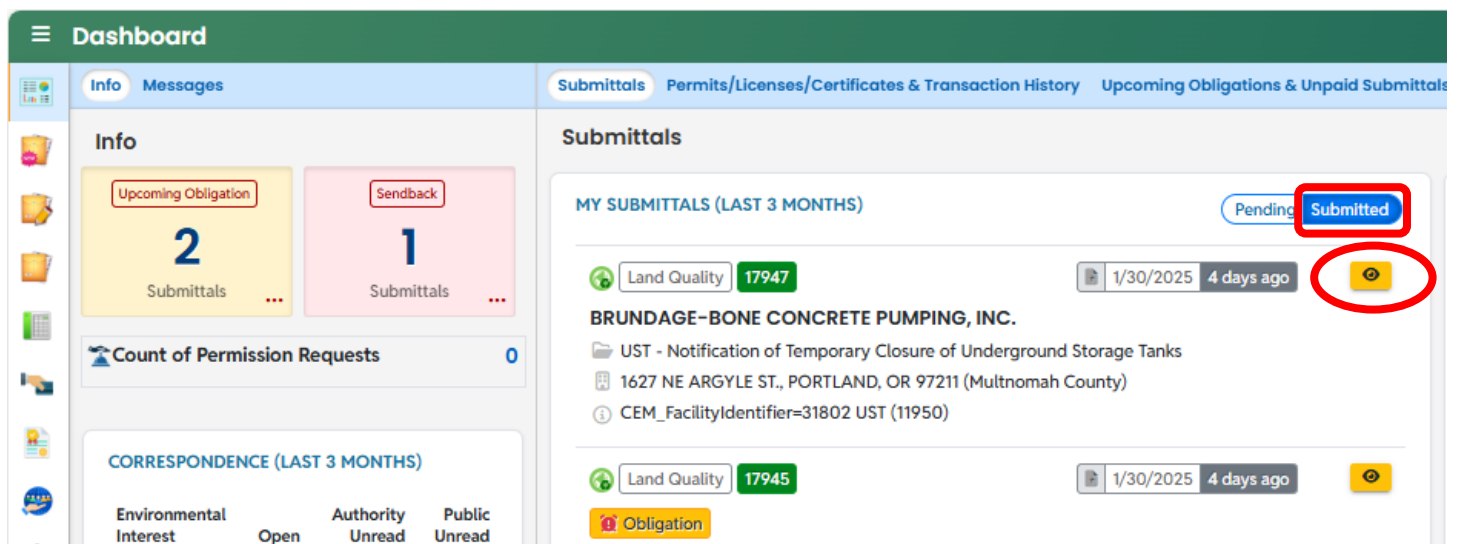 Dashboard
Info Messages
Submittals Permits/Licenses/Certificates & Transaction History Upcoming Obligations & Unpaid Submittals
Info
Upcoming Obligation
2
Submittals ...
Sendback
1
Submittals ...
Count of Permission Requests 0
CORRESPONDENCE (LAST 3 MONTHS)
Environmental Authority Public
Interest Open Unread Unread
Submittals
MY SUBMITTALS (LAST 3 MONTHS) Pending Submitted
Land Quality 17947 1/30/2025 4 days ago
BRUNDAGE-BONE CONCRETE PUMPING, INC.
UST - Notification of Temporary Closure of Underground Storage Tanks
1627 NE ARGYLE ST., PORTLAND, OR 97211 (Multnomah County)
CEM_FacilityIdentifier=31802 UST (11950)
Land Quality 17945 1/30/2025 4 days ago
Obligation